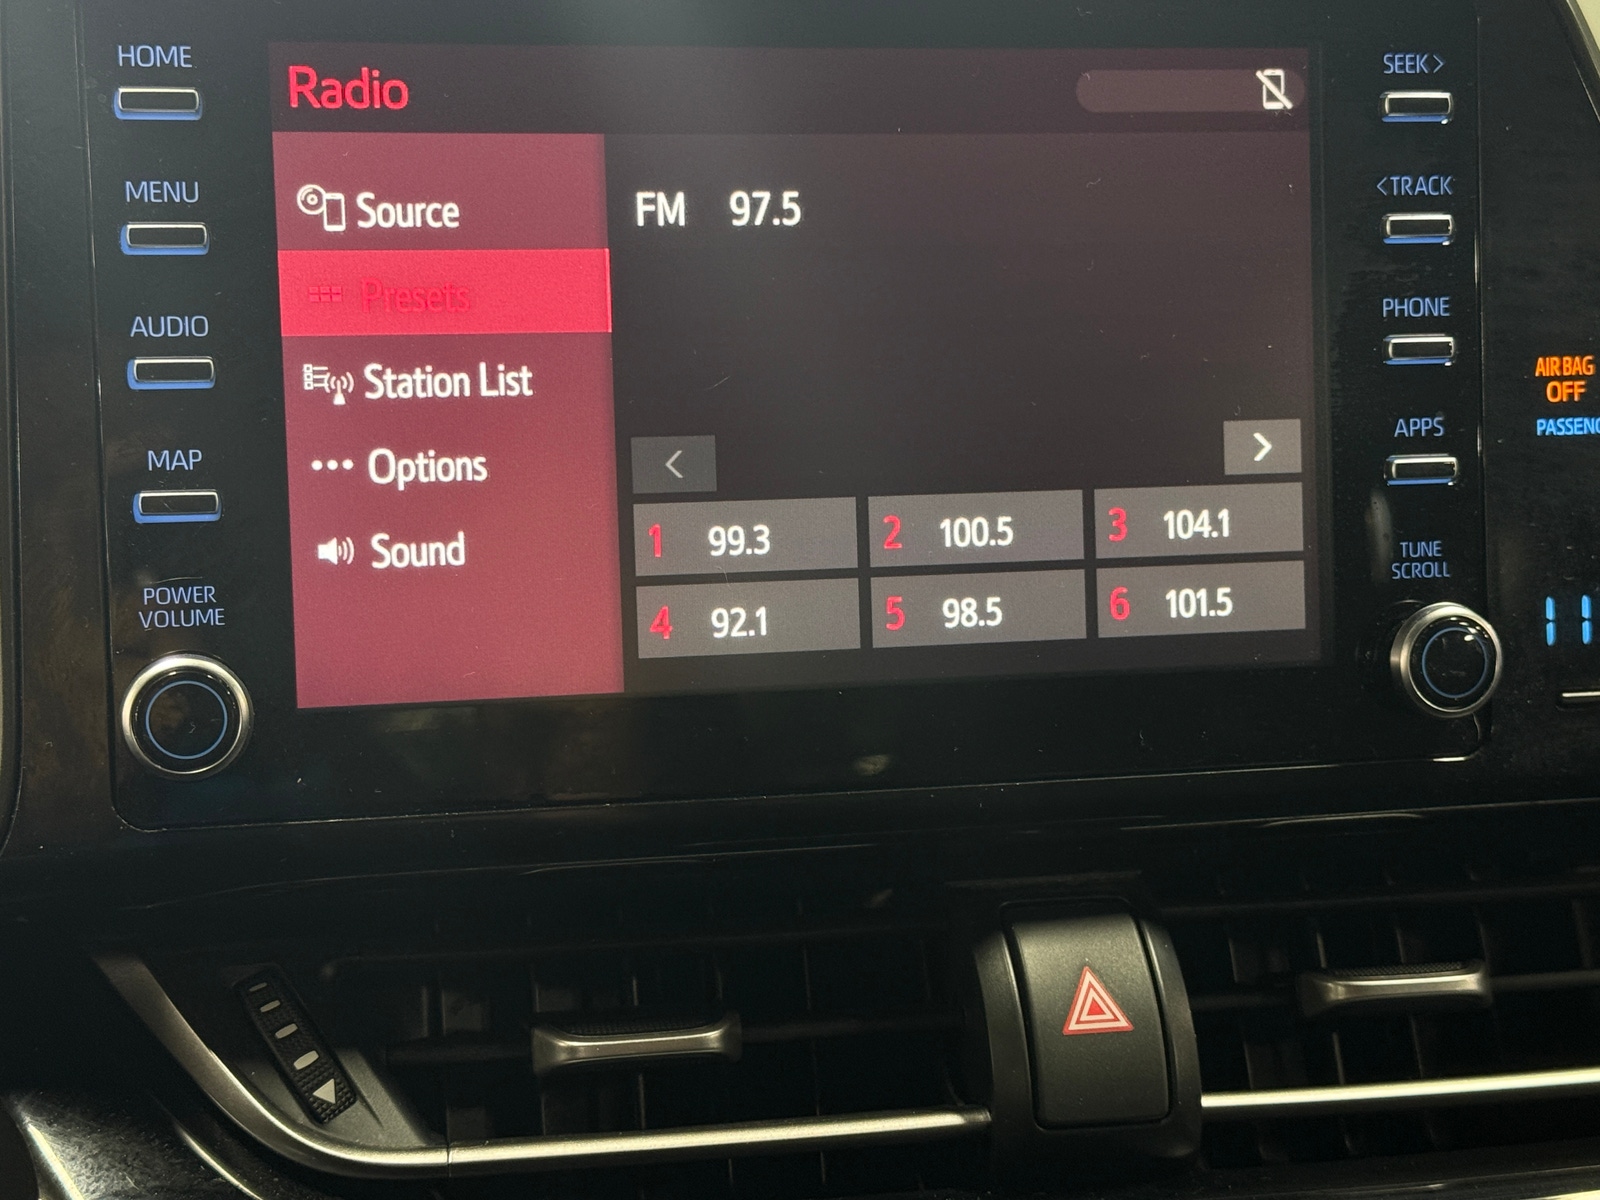 HOME
MENU
AUDIO
MAP
POWER
VOLUME
Radio
Source
Presets
Station List
Options
Sound
FM 97.5
<
>
1 99.3
2 100.5
3 104.1
4 92.1
5 98.5
6 101.5
SEEK>
<TRACK
PHONE
APPS
TUNE
SCROLL
AIR BAG
OFF